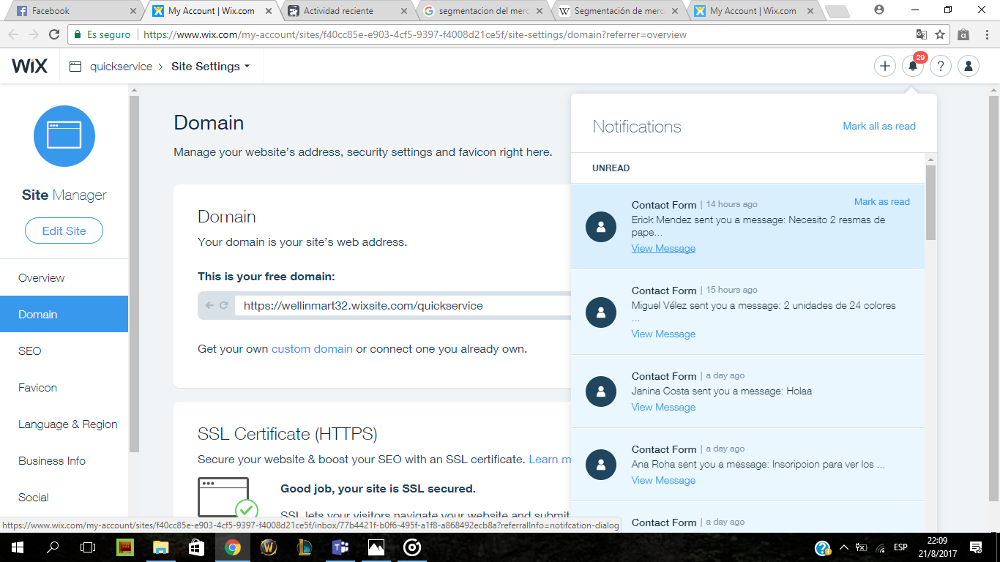 Facebook
My Account | Wix.com
Actividad reciente
segmentacion del merc
Segmentación de merca
My Account | Wix.com
Es seguro
https://www.wix.com/my-account/sites/f40cc85e-e903-4cf5-9397-f4008d21ce5f/site-settings/domain?referrer=overview
WiX
quickservice > Site Settings
29
?
Site Manager
Edit Site
Overview
Domain
SEO
Favicon
Language & Region
Business Info
Social
Domain
Manage your website's address, security settings and favicon right here.
Domain
Your domain is your site's web address.
This is your free domain:
https://wellinmart32.wixsite.com/quickservice
Get your own custom domain or connect one you already own.
SSL Certificate (HTTPS)
Secure your website & boost your SEO with an SSL certificate. Learn m
Good job, your site is SSL secured.
SSL lets your visitors navigate your website and submit
Notifications
Mark all as read
UNREAD
Contact Form | 14 hours ago
Mark as read
Erick Mendez sent you a message: Necesito 2 resmas de
pape...
View Message
Contact Form | 15 hours ago
Miguel Vélez sent you a message: 2 unidades de 24 colores
...
View Message
Contact Form | a day ago
Janina Costa sent you a message: Holaa
View Message
Contact Form | a day ago
Ana Roha sent you a message: Inscripcion para ver los ...
View Message
Contact Form | a day ago
https://www.wix.com/my-account/sites/f40cc85e-e903-4cf5-9397-f4008d21ce5f/inbox/77b4421f-b0f6-495f-a1f8-a868492ecb8a?referralInfo=notifcation-dialog
ESP
22:09
21/8/2017